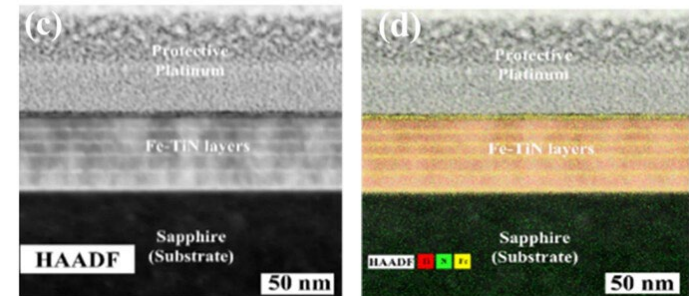 (c)
Protective
Platinum
Fe-TiN layers
Sapphire
(Substrate)
HAADF
50 nm
(d)
Protective
Platinum
Fe-TiN layers
Sapphire
(Substrate)
HAADF Ti N Fe
50 nm